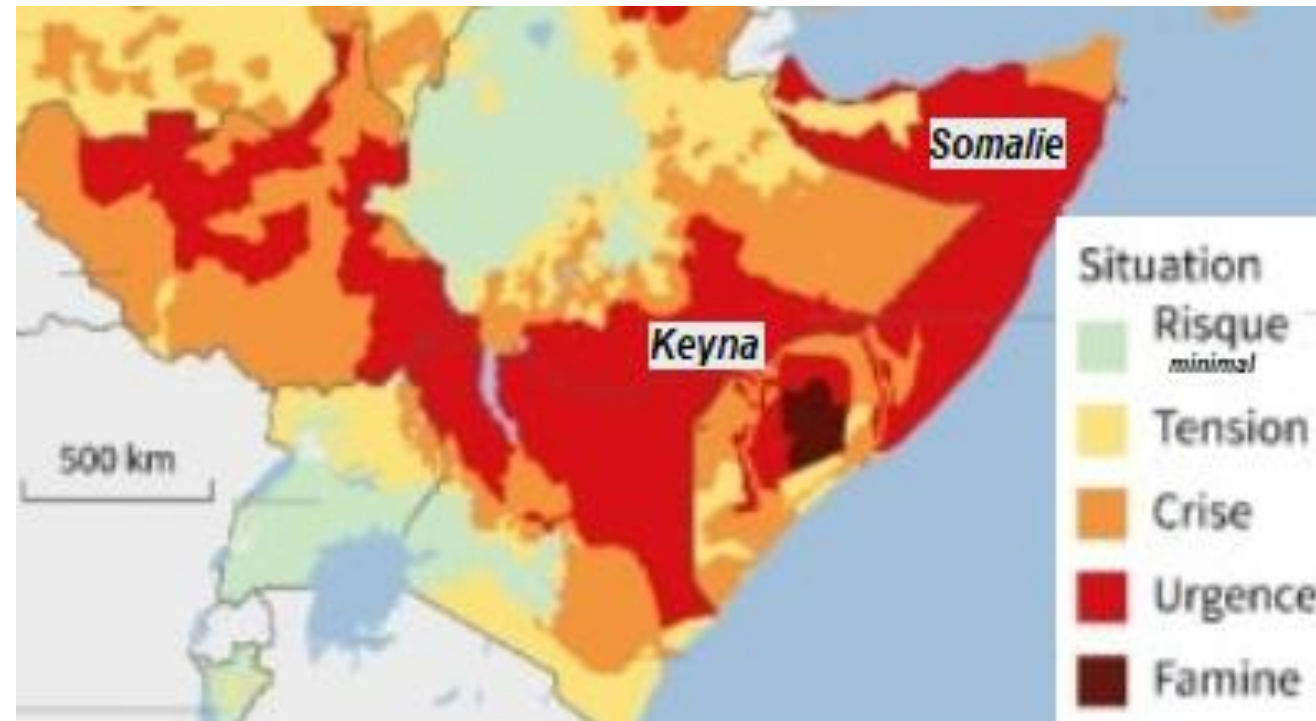 Somalie
Keyna
500 km
Situation
Risque
minimal
Tension
Crise
Urgence
Famine